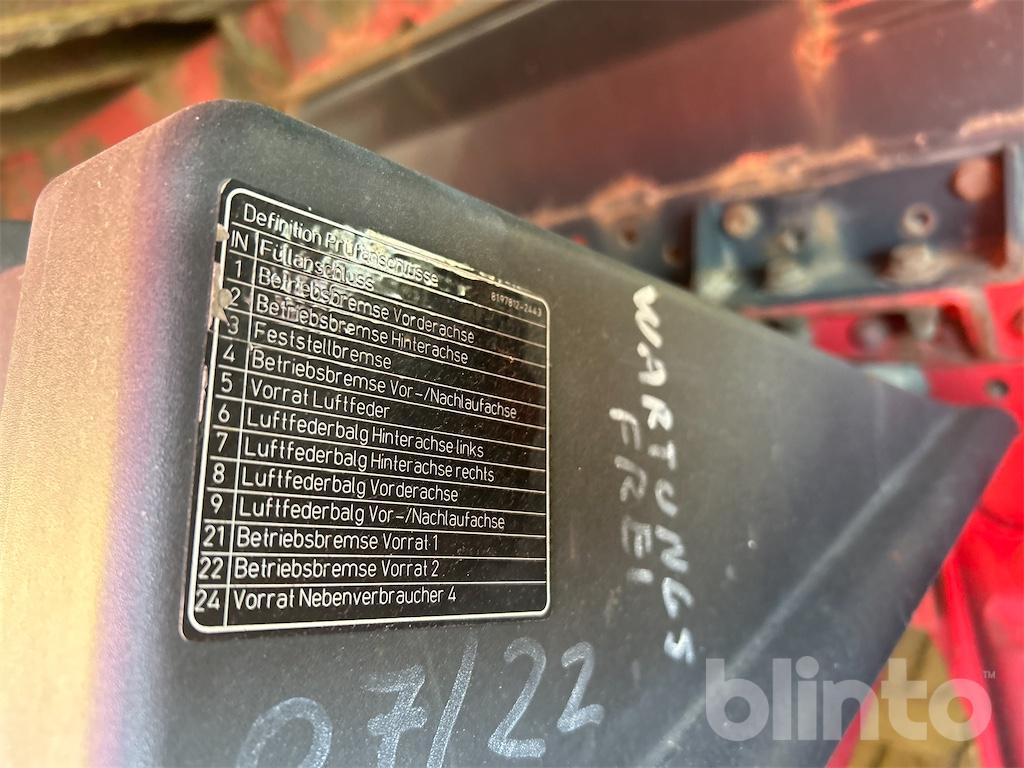 Definition Prüfanschlüsse
8197812-2443
IN Füllanschluss
1 Betriebsbremse Vorderachse
2 Betriebsbremse Hinterachse
3 Feststellbremse
4 Betriebsbremse Vor-/Nachlaufachse
5 Vorrat Luftfeder
6 Luftfederbalg Hinterachse links
7 Luftfederbalg Hinterachse rechts
8 Luftfederbalg Vorderachse
9 Luftfederbalg Vor-/Nachlaufachse
21 Betriebsbremse Vorrat 1
22 Betriebsbremse Vorrat 2
24 Vorrat Nebenverbraucher 4
WARTUNGS
FREI
07/22
blinto™